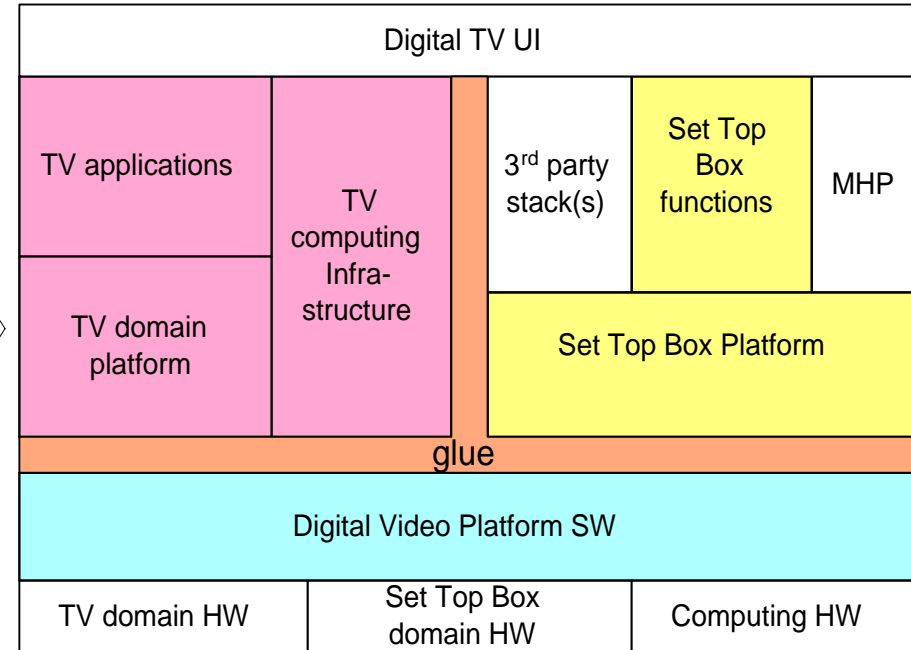 Digital TV UI
TV applications
TV
computing
Infra-
structure
3rd party
stack(s)
Set Top
Box
functions
MHP
TV domain
platform
Set Top Box Platform
glue
Digital Video Platform SW
TV domain HW
Set Top Box
domain HW
Computing HW